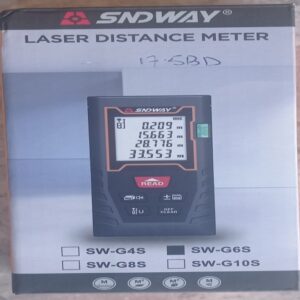 SNDWAY®
LASER DISTANCE METER
17.5BD
SNDWAY
0.209
15.663
28.776
33.553
READ
SW-G4S SW-G6S
SW-G8S SW-G10S